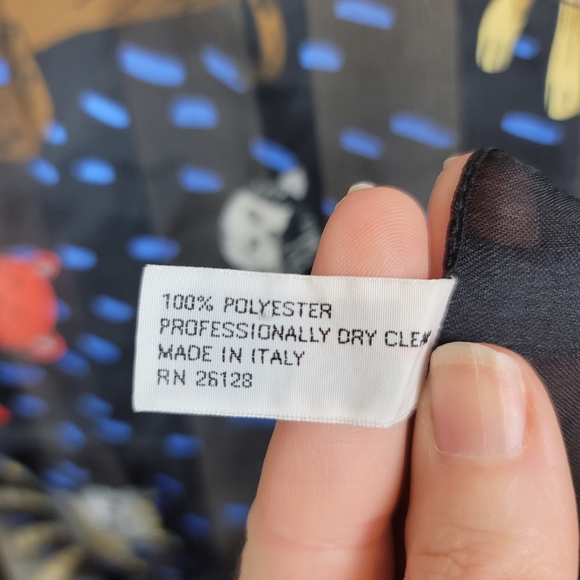 100% POLYESTER
PROFESSIONALLY DRY CLEA
MADE IN ITALY
RN 26128